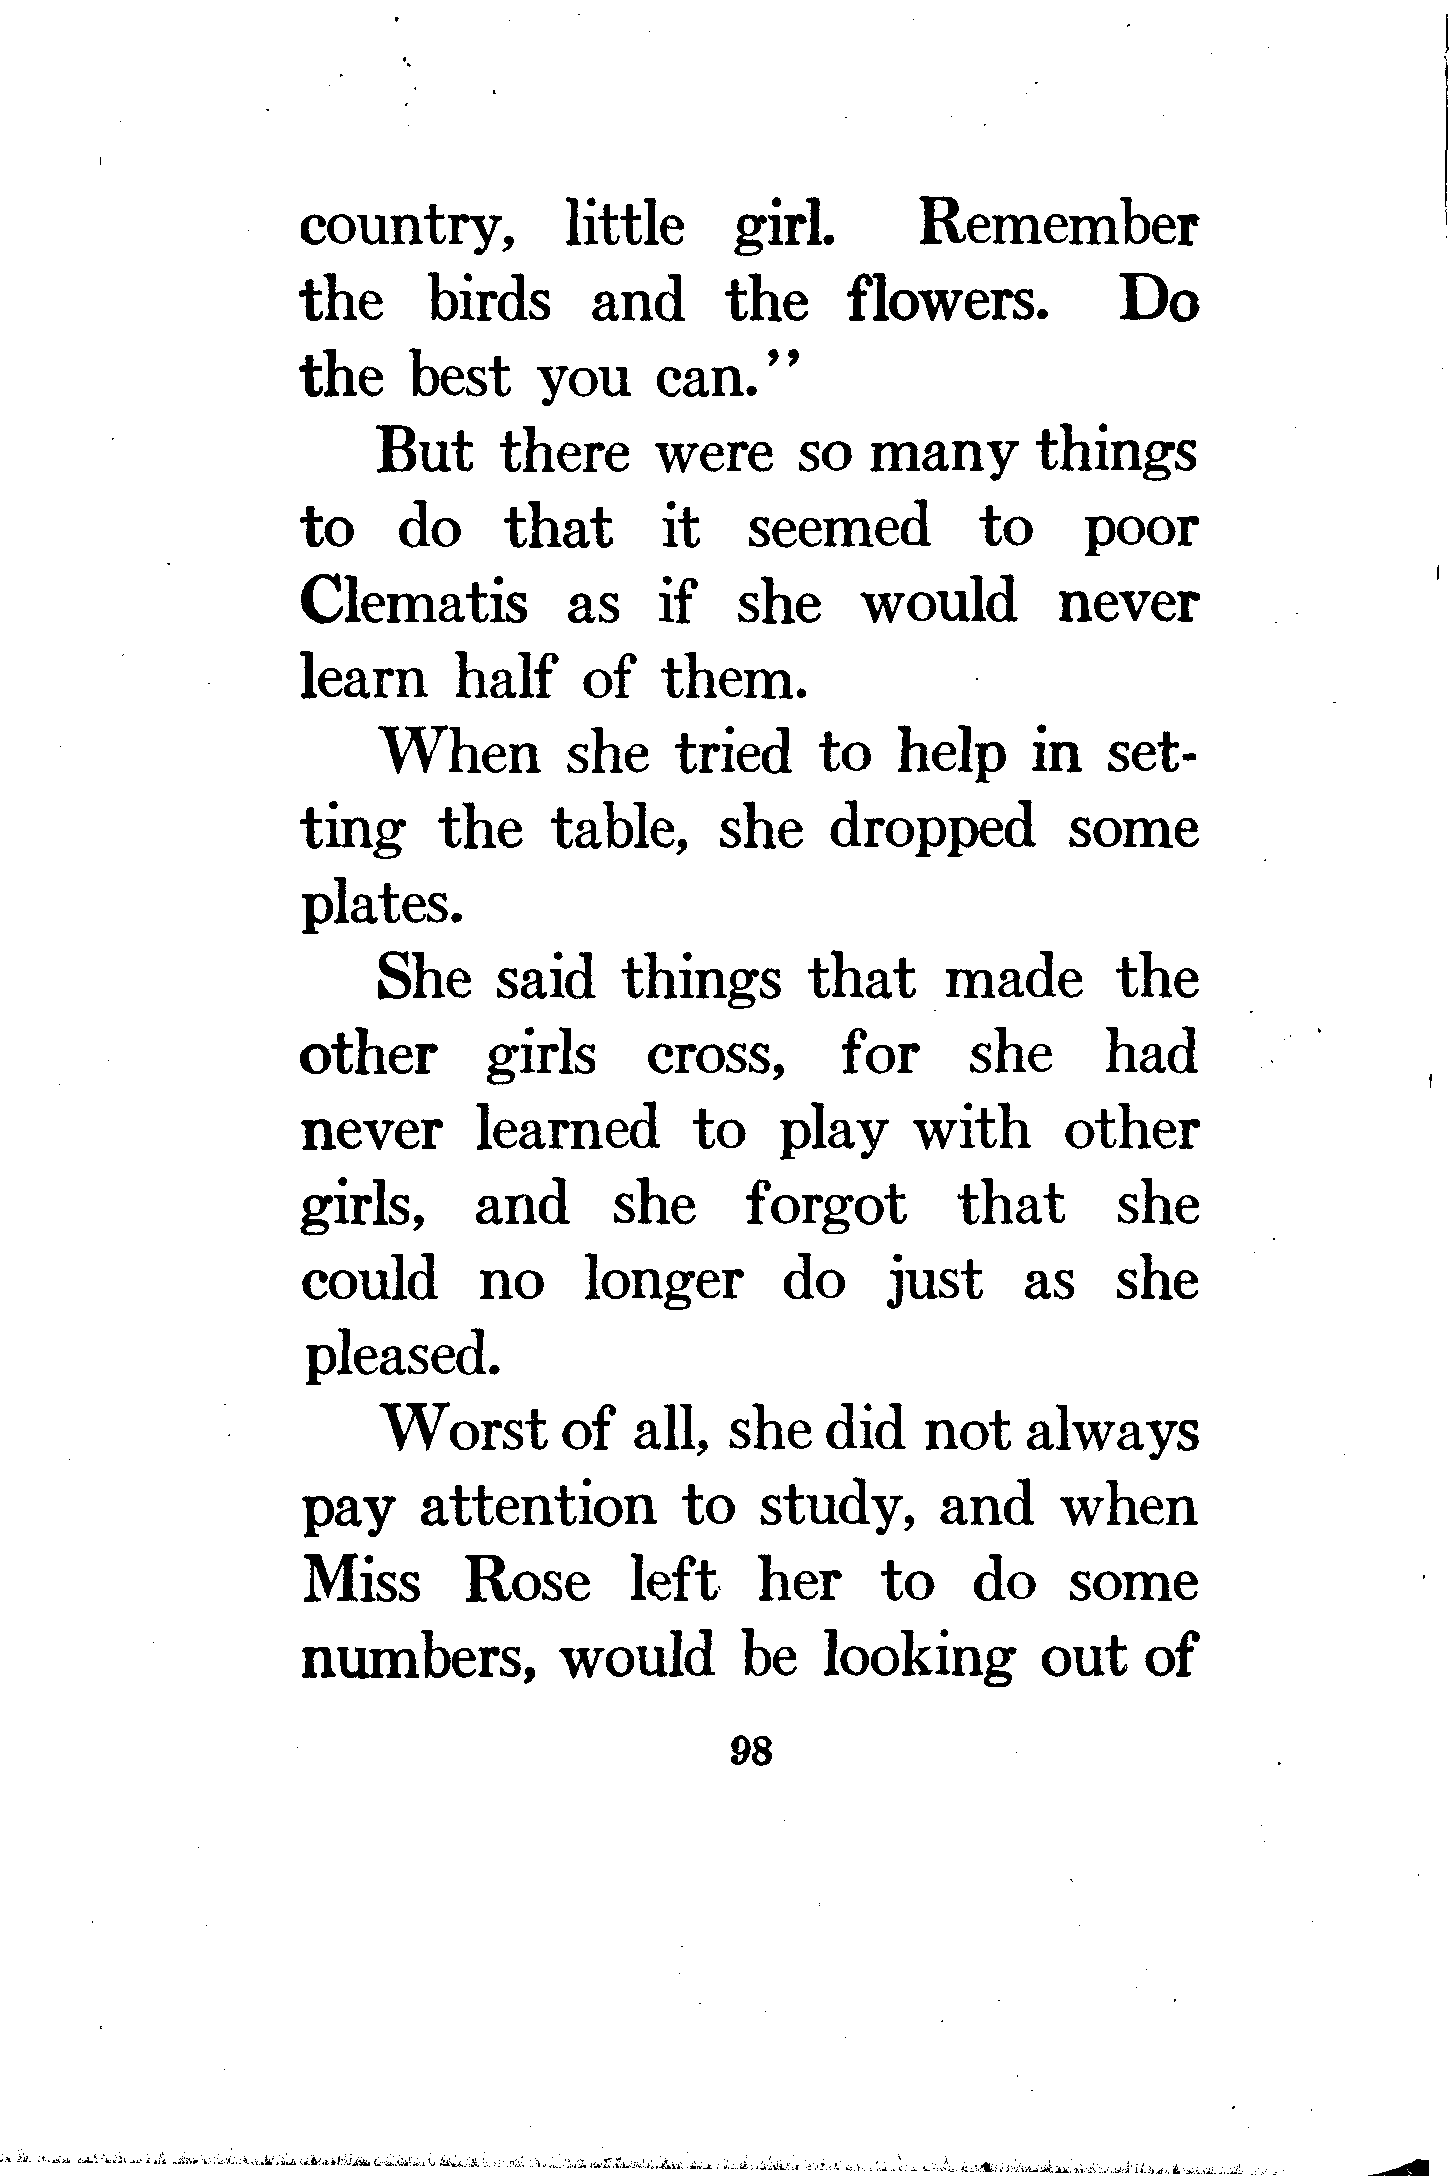 country, little girl. Remember
the birds and the flowers. Do
the best you can.”
But there were so many things
to do that it seemed to poor
Clematis as if she would never
learn half of them.
When she tried to help in set-
ting the table, she dropped some
plates.
She said things that made the
other girls cross, for she had
never learned to play with other
girls, and she forgot that she
could no longer do just as she
pleased.
Worst of all, she did not always
pay attention to study, and when
Miss Rose left her to do some
numbers, would be looking out of
98